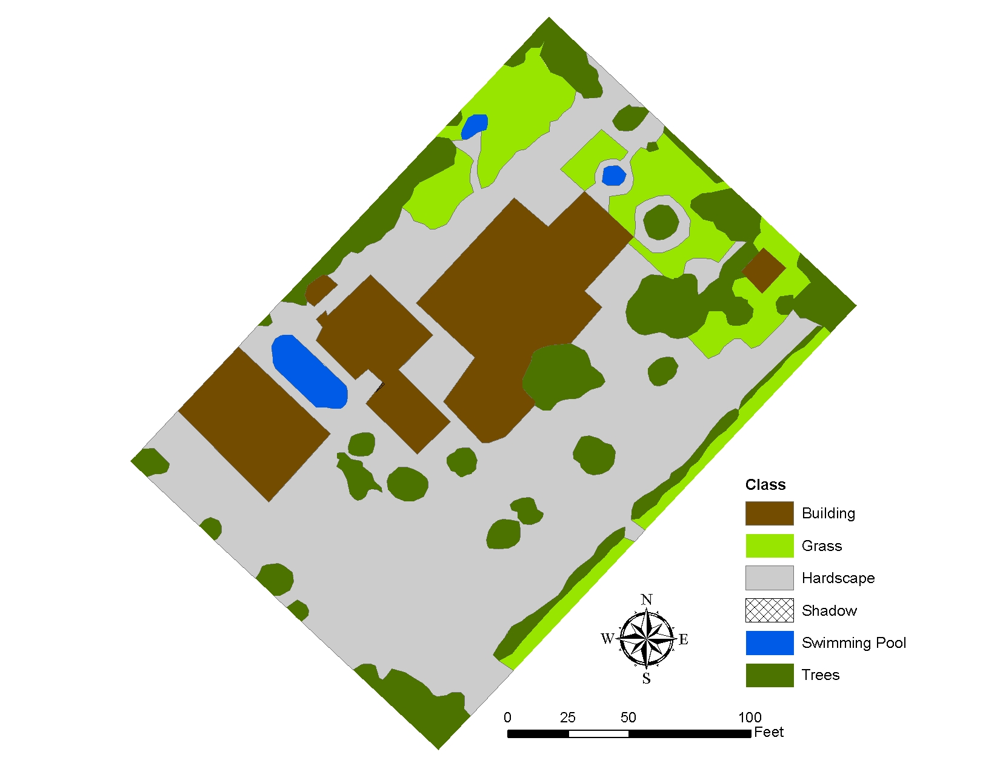 Class
Building
Grass
Hardscape
Shadow
Swimming Pool
Trees
N
W E
S
0 25 50 100
Feet